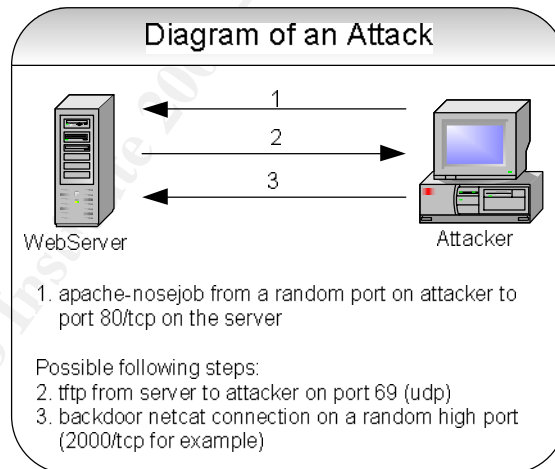 Diagram of an Attack
1
2
3
WebServer
Attacker
1. apache-nosejob from a random port on attacker to
port 80/tcp on the server
Possible following steps:
2. tftp from server to attacker on port 69 (udp)
3. backdoor netcat connection on a random high port
(2000/tcp for example)